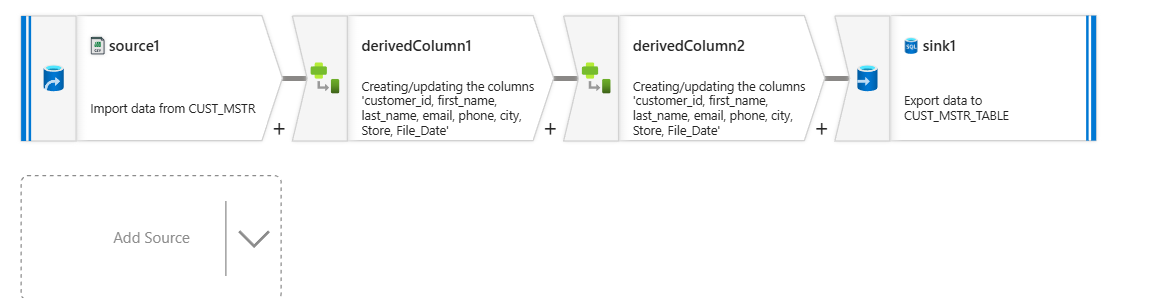 source1
Import data from CUST_MSTR
+
derivedColumn1
Creating/updating the columns
'customer_id, first_name,
last_name, email, phone, city,
Store, File_Date'
+
derivedColumn2
Creating/updating the columns
'customer_id, first_name,
last_name, email, phone, city,
Store, File_Date'
+
SQL
sink1
Export data to
CUST_MSTR_TABLE
Add Source